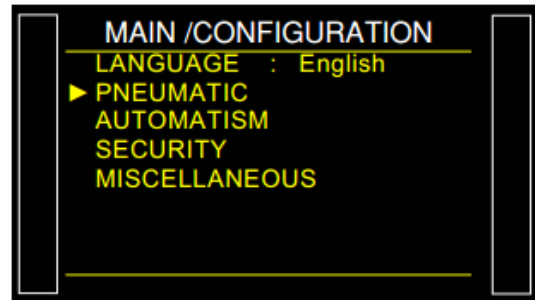 MAIN /CONFIGURATION
LANGUAGE : English
PNEUMATIC
AUTOMATISM
SECURITY
MISCELLANEOUS